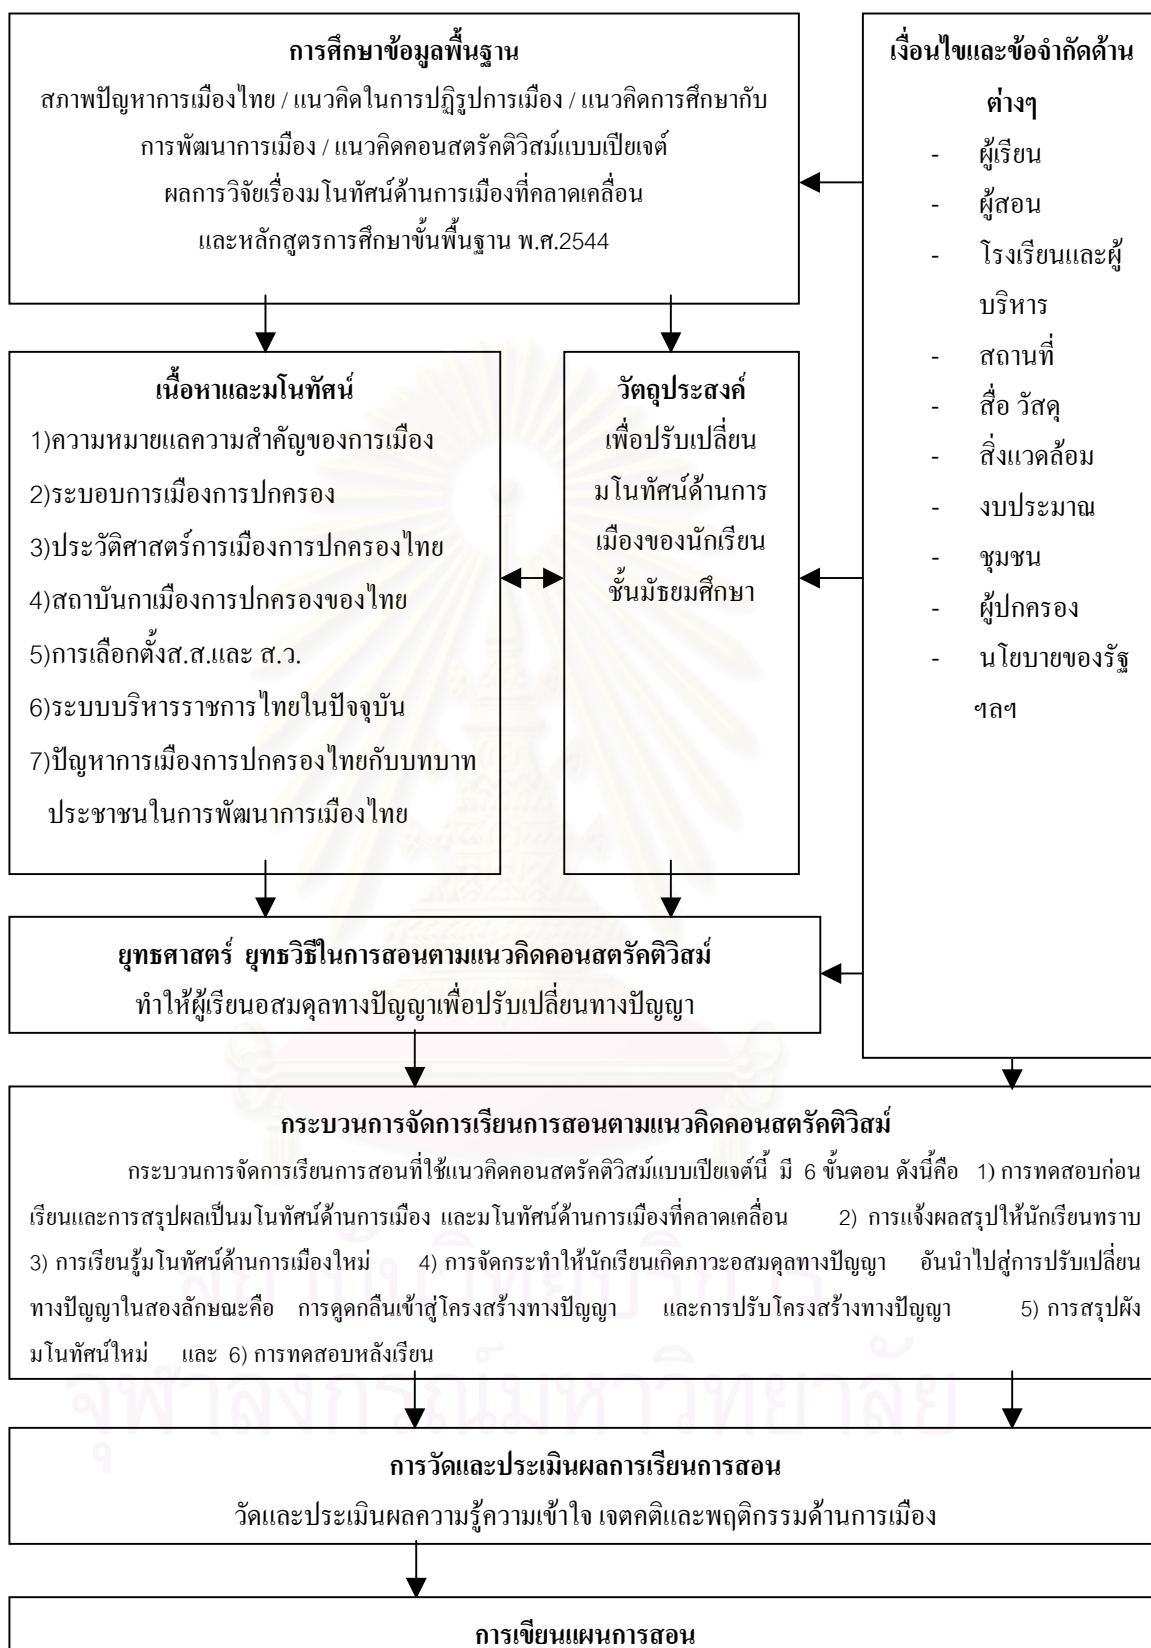 การศึกษาข้อมูลพื้นฐาน
สภาพปัญหาการเมืองไทย / แนวคิดในการปฏิรูปการเมือง / แนวคิดการศึกษากับ
การพัฒนาการเมือง / แนวคิดคอนสตรัคติวิสม์แบบเปียเจต์
ผลการวิจัยเรื่องมโนทัศน์ด้านการเมืองที่คลาดเคลื่อน
และหลักสูตรการศึกษาขั้นพื้นฐาน พ.ศ.2544
เงื่อนไขและข้อจำกัดด้าน
ต่างๆ
- ผู้เรียน
- ผู้สอน
- โรงเรียนและผู้
บริหาร
- สถานที่
- สื่อ วัสดุ
- สิ่งแวดล้อม
- งบประมาณ
- ชุมชน
- ผู้ปกครอง
- นโยบายของรัฐ
ฯลฯ
เนื้อหาและมโนทัศน์
1)ความหมายแลความสำคัญของการเมือง
2)ระบอบการเมืองการปกครอง
3)ประวัติศาสตร์การเมืองการปกครองไทย
4)สถาบันกาเมืองการปกครองของไทย
5)การเลือกตั้งส.ส.และ ส.ว.
6)ระบบบริหารราชการไทยในปัจจุบัน
7)ปัญหาการเมืองการปกครองไทยกับบทบาท
ประชาชนในการพัฒนาการเมืองไทย
วัตถุประสงค์
เพื่อปรับเปลี่ยน
มโนทัศน์ด้านการ
เมืองของนักเรียน
ชั้นมัธยมศึกษา
ยุทธศาสตร์ ยุทธวิธีในการสอนตามแนวคิดคอนสตรัคติวิสม์
ทำให้ผู้เรียนอสมดุลทางปัญญาเพื่อปรับเปลี่ยนทางปัญญา
กระบวนการจัดการเรียนการสอนตามแนวคิดคอนสตรัคติวิสม์
กระบวนการจัดการเรียนการสอนที่ใช้แนวคิดคอนสตรัคติวิสม์แบบเปียเจต์นี้ มี 6 ขั้นตอน ดังนี้คือ 1) การทดสอบก่อน
เรียนและการสรุปผลเป็นมโนทัศน์ด้านการเมือง และมโนทัศน์ด้านการเมืองที่คลาดเคลื่อน 2) การแจ้งผลสรุปให้นักเรียนทราบ
3) การเรียนรู้มโนทัศน์ด้านการเมืองใหม่ 4) การจัดกระทำให้นักเรียนเกิดภาวะอสมดุลทางปัญญา อันนำไปสู่การปรับเปลี่ยน
ทางปัญญาในสองลักษณะคือ การดูดกลืนเข้าสู่โครงสร้างทางปัญญา และการปรับโครงสร้างทางปัญญา 5) การสรุปผัง
มโนทัศน์ใหม่ และ 6) การทดสอบหลังเรียน
สถาบันวิทยบริการ
จุฬาลงกรณ์มหาวิทยาลัย
การวัดและประเมินผลการเรียนการสอน
วัดและประเมินผลความรู้ความเข้าใจ เจตคติและพฤติกรรมด้านการเมือง
การเขียนแผนการสอน